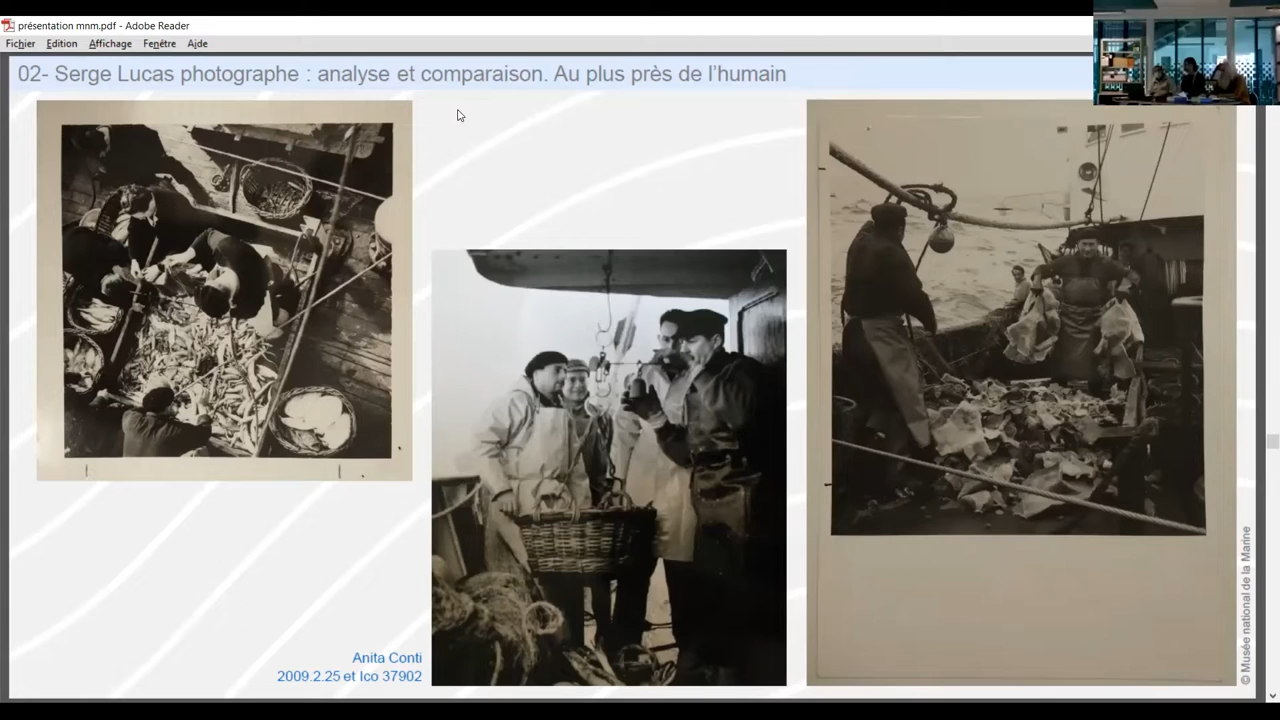 présentation mnm.pdf - Adobe Reader
Fichier Edition Affichage Fenêtre Aide
02- Serge Lucas photographe : analyse et comparaison. Au plus près de l'humain
Anita Conti
2009.2.25 et Ico 37902
© Musée national de la Marine